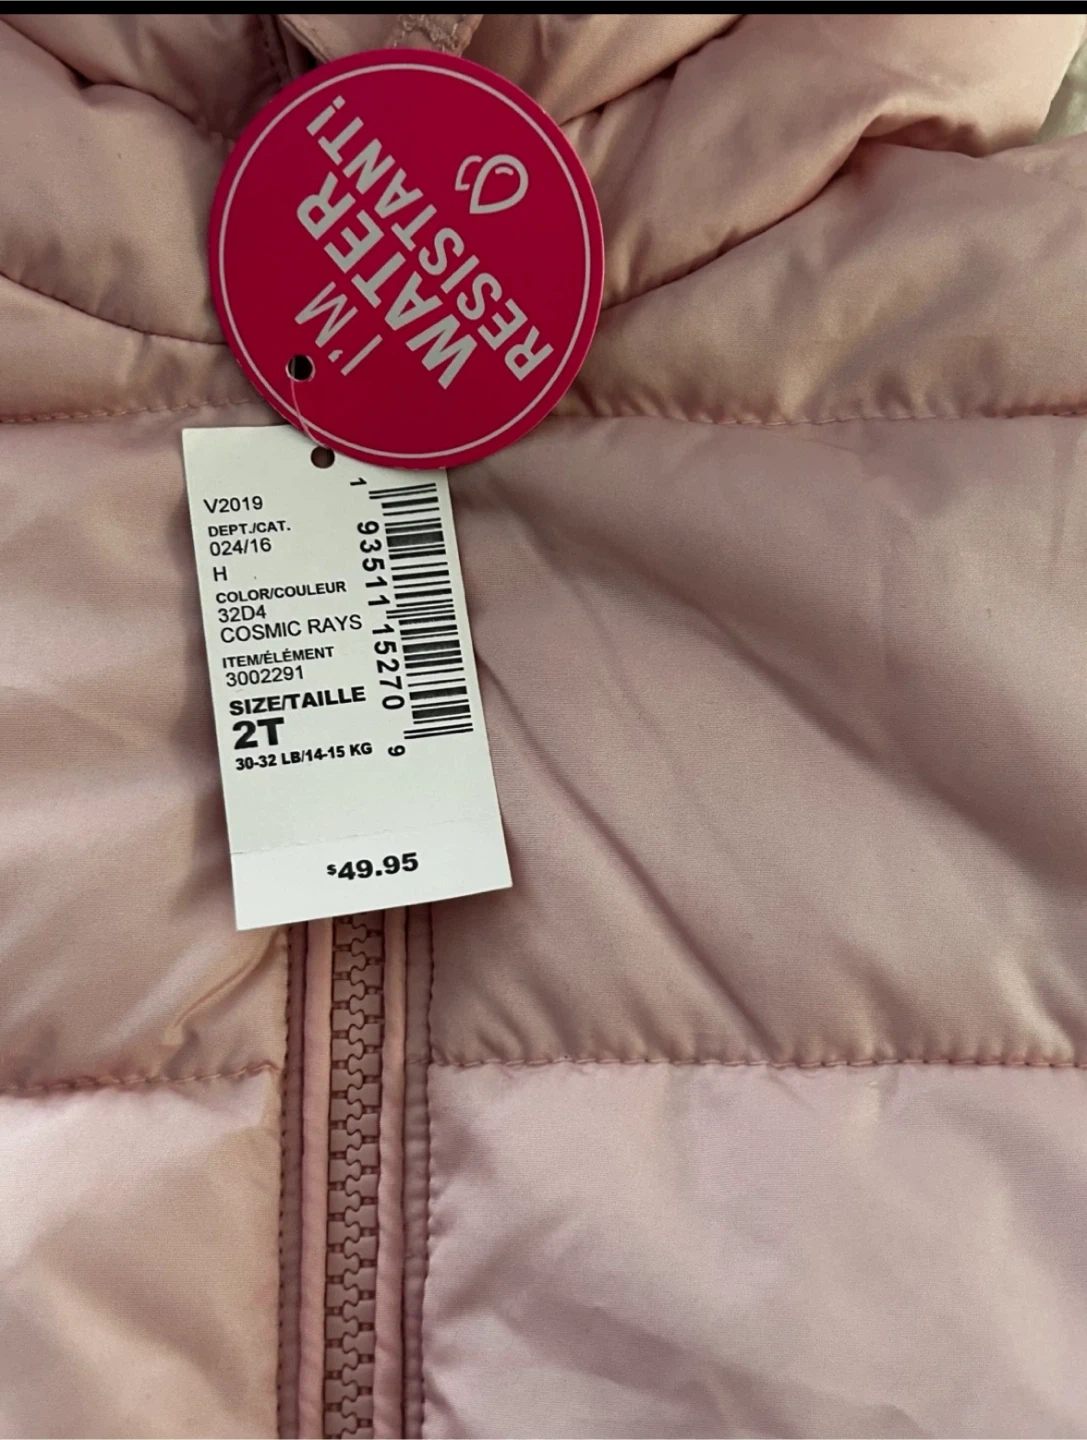 I'M
WATER
RESISTANT!
V2019
DEPT./CAT.
024/16
H
COLOR/COULEUR
32D4
COSMIC RAYS
ITEM/ÉLÉMENT
3002291
SIZE/TAILLE
2T
30-32 LB/14-15 KG
1 93511 15270 9
$49.95